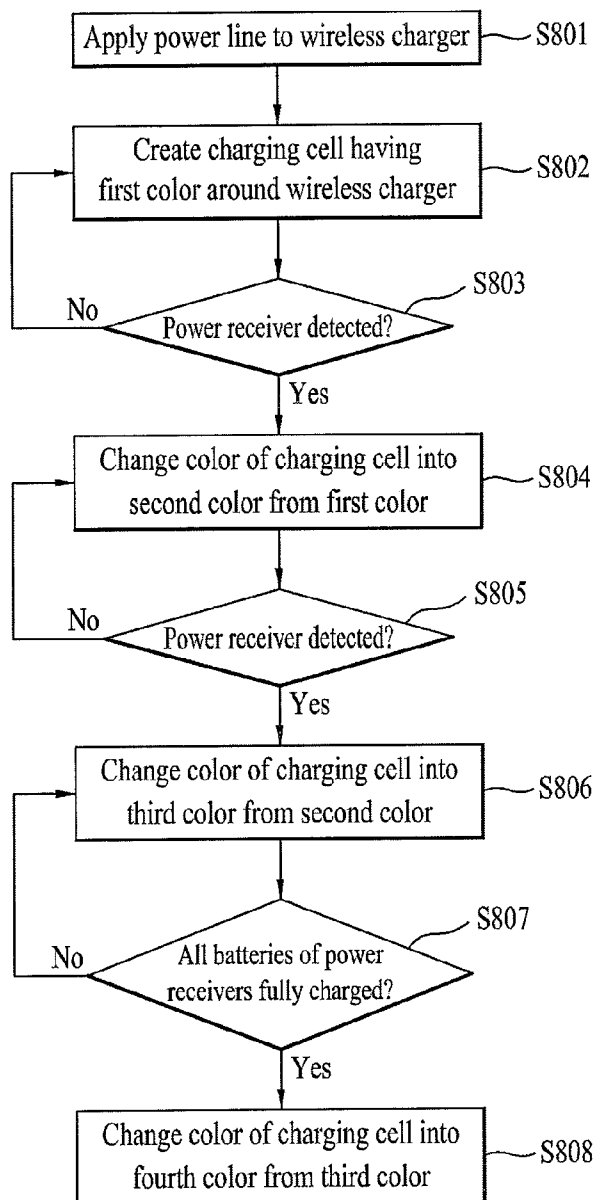 Apply power line to wireless charger
S801
Create charging cell having
first color around wireless charger
S802
S803
No
Power receiver detected?
Yes
Change color of charging cell into
second color from first color
S804
S805
No
Power receiver detected?
Yes
Change color of charging cell into
third color from second color
S806
S807
No
All batteries of power
receivers fully charged?
Yes
Change color of charging cell into
fourth color from third color
S808